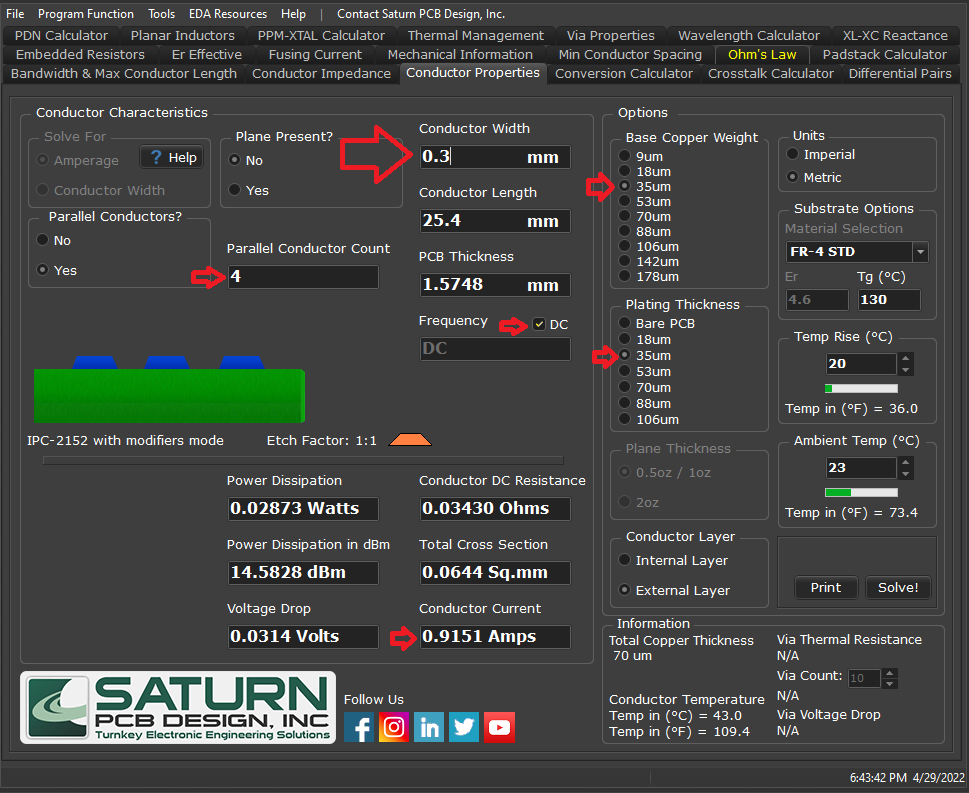 File Program Function Tools EDA Resources Help | Contact Saturn PCB Design, Inc.
PDN Calculator Planar Inductors PPM-XTAL Calculator Thermal Management Via Properties Wavelength Calculator XL-XC Reactance
Embedded Resistors Er Effective Fusing Current Mechanical Information Min Conductor Spacing Ohm's Law Padstack Calculator
Bandwidth & Max Conductor Length Conductor Impedance Conductor Properties Conversion Calculator Crosstalk Calculator Differential Pairs
Conductor Characteristics
Solve For
Amperage
? Help
Conductor Width
Plane Present?
No
Yes
Parallel Conductors?
No
Yes
Parallel Conductor Count
4
Conductor Width
0.3 mm
Conductor Length
25.4 mm
PCB Thickness
1.5748 mm
Frequency DC
DC
IPC-2152 with modifiers mode Etch Factor: 1:1
Power Dissipation
0.02873 Watts
Conductor DC Resistance
0.03430 Ohms
Power Dissipation in dBm
14.5828 dBm
Total Cross Section
0.0644 Sq.mm
Voltage Drop
0.0314 Volts
Conductor Current
0.9151 Amps
Options
Base Copper Weight
9um
18um
35um
53um
70um
88um
106um
142um
178um
Plating Thickness
Bare PCB
18um
35um
53um
70um
88um
106um
Plane Thickness
0.5oz / 1oz
2oz
Conductor Layer
Internal Layer
External Layer
Units
Imperial
Metric
Substrate Options
Material Selection
FR-4 STD
Er Tg (°C)
4.6 130
Temp Rise (°C)
20
Temp in (°F) = 36.0
Ambient Temp (°C)
23
Temp in (°F) = 73.4
Print Solve!
Information
Total Copper Thickness
70 um
Conductor Temperature
Temp in (°C) = 43.0
Temp in (°F) = 109.4
Via Thermal Resistance
N/A
Via Count: 10
N/A
Via Voltage Drop
N/A
SATURN
PCB DESIGN, INC
Turnkey Electronic Engineering Solutions
Follow Us
6:43:42 PM 4/29/2022